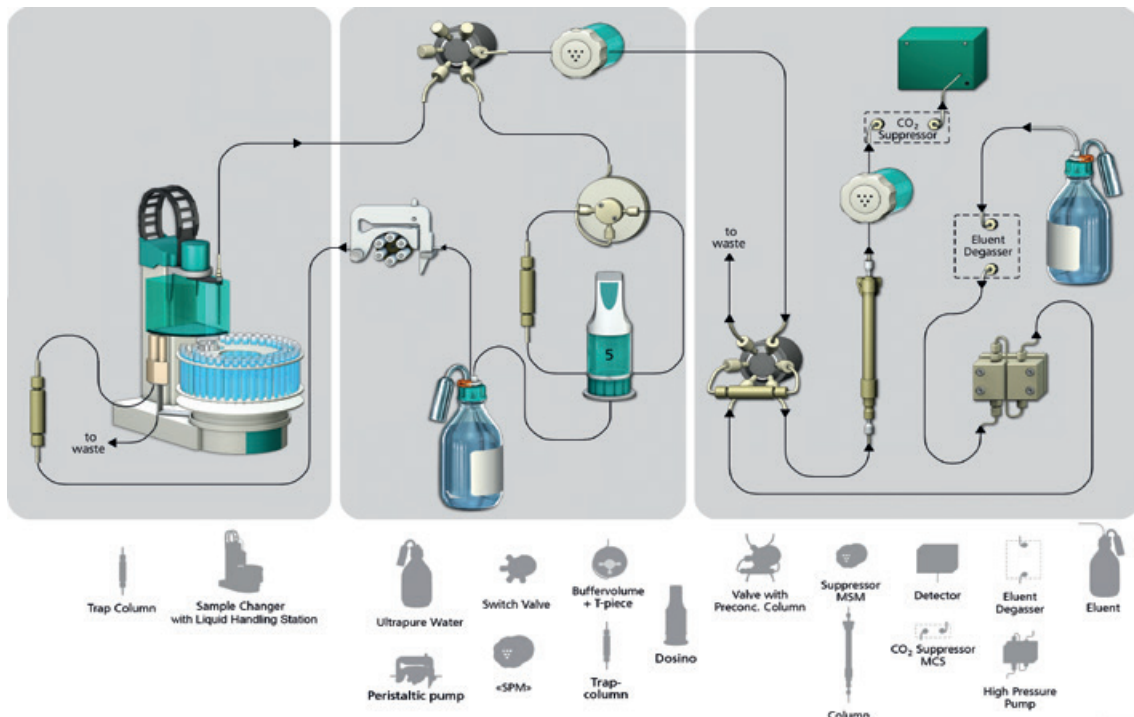 CO₂
Suppressor
Eluent
Degasser
to
waste
5
to
waste
Trap Column
Sample Changer
with Liquid Handling Station
Ultrapure Water
Switch Valve
Buffervolume
+ T-piece
Peristaltic pump
«SPM»
Trap-
column
Dosino
Valve with
Preconc. Column
Suppressor
MSM
Detector
Eluent
Degasser
Eluent
CO₂ Suppressor
MCS
High Pressure
Pump
Column